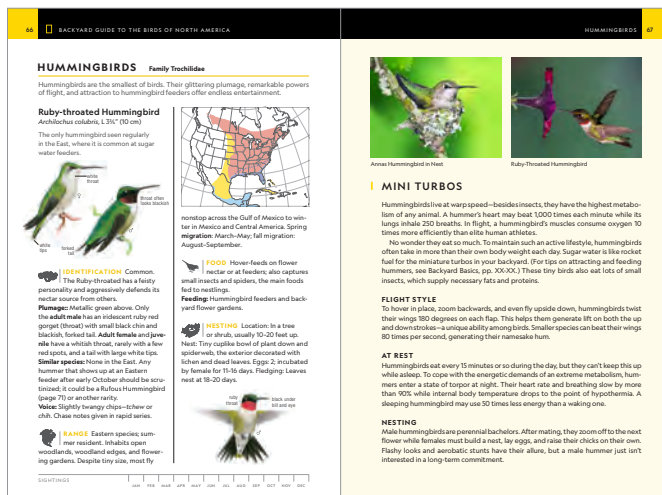 66
BACKYARD GUIDE TO THE BIRDS OF NORTH AMERICA
HUMMINGBIRDS Family Trochilidae
Hummingbirds are the smallest of birds. Their glittering plumage, remarkable powers
of flight, and attraction to hummingbird feeders offer endless entertainment.
Ruby-throated Hummingbird
Archilochus colubris, L 3¾" (10 cm)
The only hummingbird seen regularly
in the East, where it is common at sugar
water feeders.
white
throat
throat often
looks blackish
♀
♂
white
tips
forked
tail
IDENTIFICATION Common.
The Ruby-throated has a feisty
personality and aggressively defends its
nectar source from others.
Plumage:: Metallic green above. Only
the adult male has an iridescent ruby red
gorget (throat) with small black chin and
blackish, forked tail. Adult female and juve-
nile have a whitish throat, rarely with a few
red spots, and a tail with large white tips.
Similar species: None in the East. Any
hummer that shows up at an Eastern
feeder after early October should be scru-
tinized; it could be a Rufous Hummingbird
(page 71) or another rarity.
Voice: Slightly twangy chips—tchew or
chih. Chase notes given in rapid series.
RANGE Eastern species; sum-
mer resident. Inhabits open
woodlands, woodland edges, and flower-
ing gardens. Despite tiny size, most fly
nonstop across the Gulf of Mexico to win-
ter in Mexico and Central America. Spring
migration: March–May; fall migration:
August–September.
FOOD Hover-feeds on flower
nectar or at feeders; also captures
small insects and spiders, the main foods
fed to nestlings.
Feeding: Hummingbird feeders and back-
yard flower gardens.
NESTING Location: In a tree
or shrub, usually 10-20 feet up.
Nest: Tiny cuplike bowl of plant down and
spiderweb, the exterior decorated with
lichen and dead leaves. Eggs: 2; incubated
by female for 11-16 days. Fledging: Leaves
nest at 18–20 days.
ruby
throat
black under
bill and eye
♂
SIGHTINGS
JAN FEB MAR APR MAY JUN JUL AUG SEP OCT NOV DEC
HUMMINGBIRDS 67
Annas Hummingbird in Nest
Ruby-Throated Hummingbird
MINI TURBOS
Hummingbirds live at warp speed—besides insects, they have the highest metabo-
lism of any animal. A hummer's heart may beat 1,000 times each minute while its
lungs inhale 250 breaths. In flight, a hummingbird's muscles consume oxygen 10
times more efficiently than elite human athletes.
No wonder they eat so much. To maintain such an active lifestyle, hummingbirds
often take in more than their own body weight each day. Sugar water is like rocket
fuel for the miniature turbos in your backyard. (For tips on attracting and feeding
hummers, see Backyard Basics, pp. XX-XX.) These tiny birds also eat lots of small
insects, which supply necessary fats and proteins.
FLIGHT STYLE
To hover in place, zoom backwards, and even fly upside down, hummingbirds twist
their wings 180 degrees on each flap. This helps them generate lift on both the up
and down strokes—a unique ability among birds. Smaller species can beat their wings
80 times per second, generating their namesake hum.
AT REST
Hummingbirds eat every 15 minutes or so during the day, but they can't keep this up
while asleep. To cope with the energetic demands of an extreme metabolism, hum-
mers enter a state of torpor at night. Their heart rate and breathing slow by more
than 90% while internal body temperature drops to the point of hypothermia. A
sleeping hummingbird may use 50 times less energy than a waking one.
NESTING
Male hummingbirds are perennial bachelors. After mating, they zoom off to the next
flower while females must build a nest, lay eggs, and raise their chicks on their own.
Flashy looks and aerobatic stunts have their allure, but a male hummer just isn't
interested in a long-term commitment.